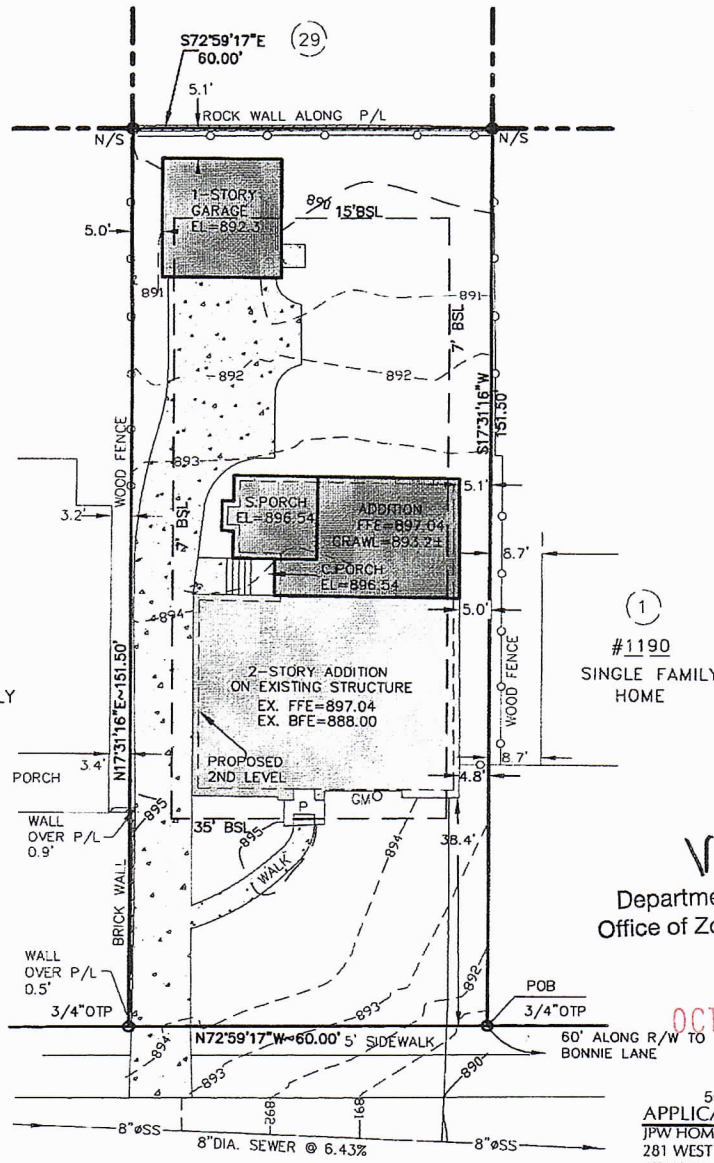 S72°59'17"E
60.00'
29
5.1'
ROCK WALL ALONG P/L
N/S
N/S
1-STORY
GARAGE
EL=892.3
890
15'BSL
5.0'
891
891
7' BSL
892
892
S17°31'16"W
151.50'
WOOD FENCE
893
S.PORCH
EL=896.54
ADDITION
FFE=897.04
CRAWL=893.2±
5.1'
3.2'
7' BSL
8.7'
C.PORCH
EL=896.54
894
5.0'
1
#1190
SINGLE FAMILY
HOME
2-STORY ADDITION
ON EXISTING STRUCTURE
EX. FFE=897.04
EX. BFE=888.00
WOOD FENCE
LY
N17°31'16"E~151.50'
3.4'
PORCH
PROPOSED
2ND LEVEL
8.7'
4.8'
GM
P
895
35' BSL
895
WALL
OVER P/L
0.9'
WALK
894
38.4'
BRICK WALL
Departme
Office of Zo
WALL
OVER P/L
0.5'
892
POB
3/4"OTP
3/4"OTP
893
OCT
894
N72°59'17"W~60.00'
5' SIDEWALK
60' ALONG R/W TO
BONNIE LANE
893
890
892
891
5
APPLICA
JPW HOM
281 WEST
8"øSS
8"DIA. SEWER @ 6.43%
8"øSS